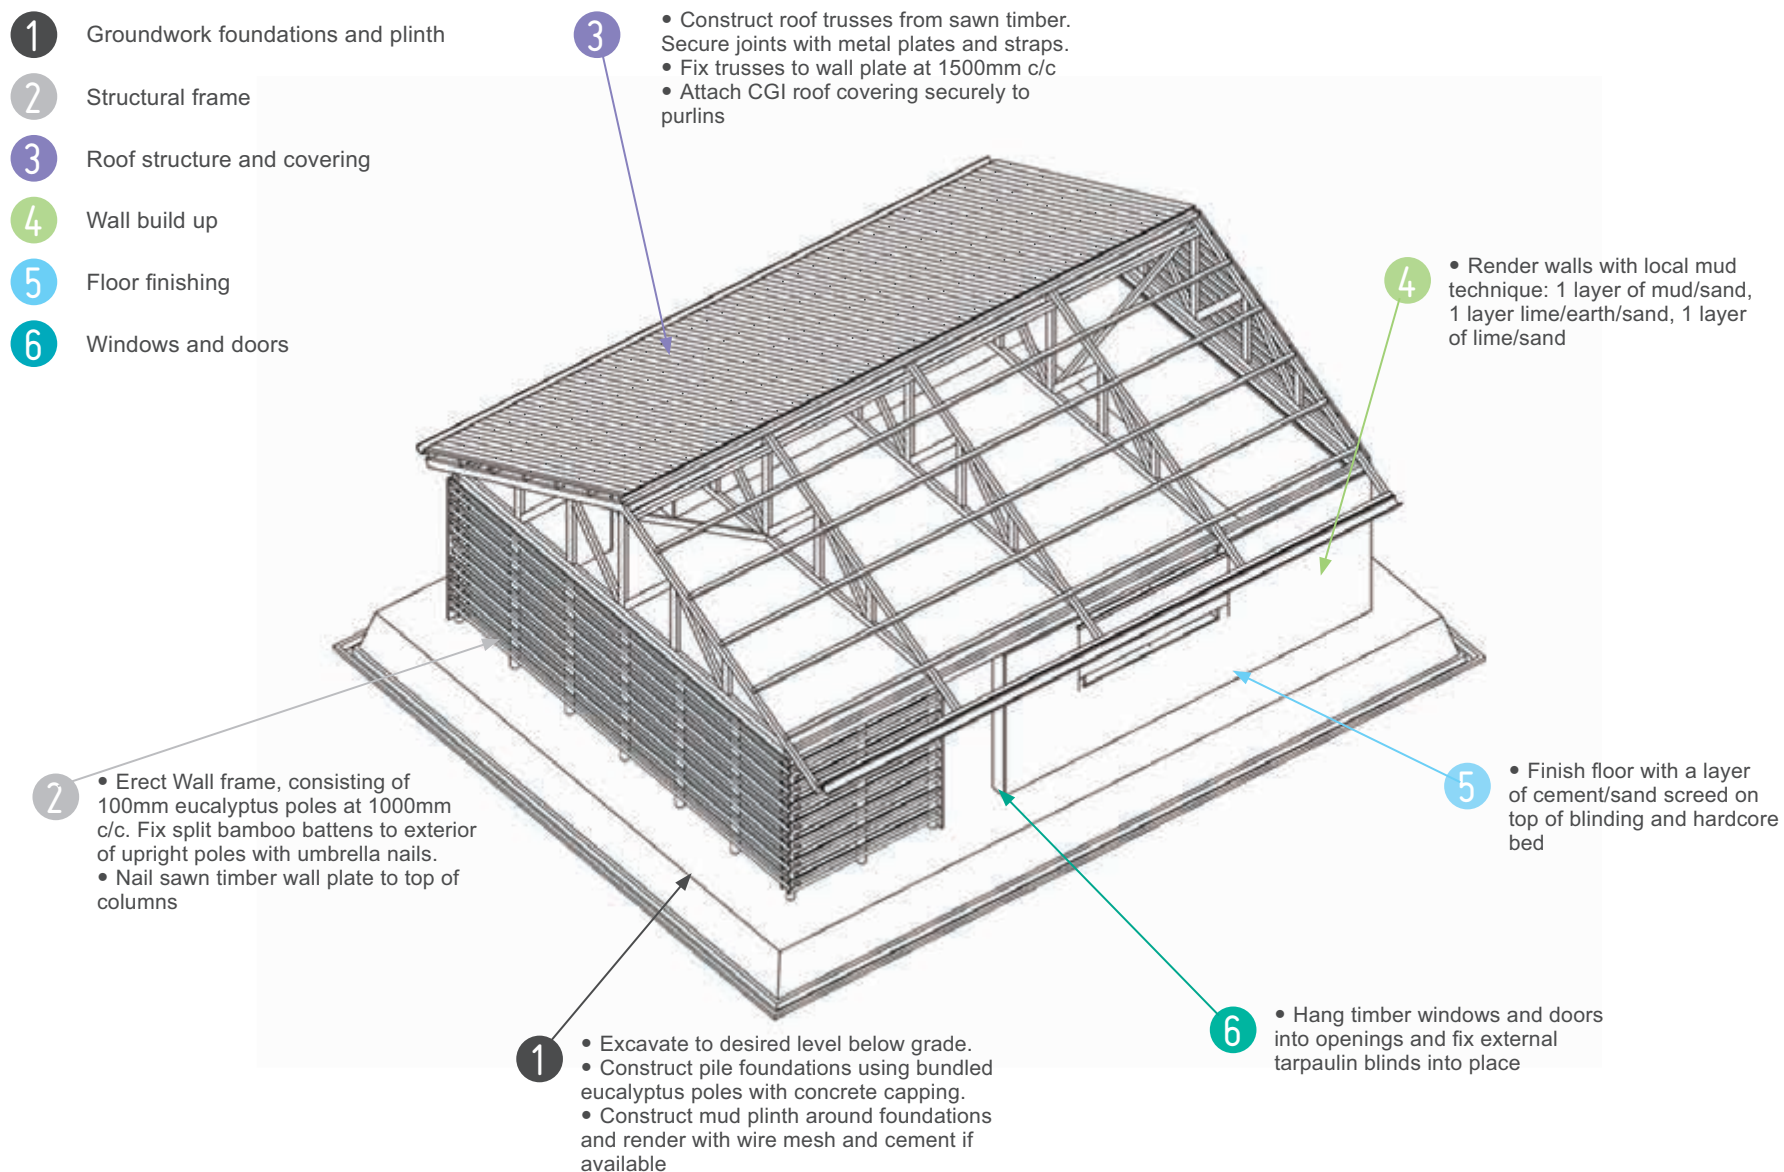 1 Groundwork foundations and plinth
2 Structural frame
3 Roof structure and covering
4 Wall build up
5 Floor finishing
6 Windows and doors
3
• Construct roof trusses from sawn timber.
Secure joints with metal plates and straps.
• Fix trusses to wall plate at 1500mm c/c
• Attach CGI roof covering securely to
purlins
4
• Render walls with local mud
technique: 1 layer of mud/sand,
1 layer lime/earth/sand, 1 layer
of lime/sand
2
• Erect Wall frame, consisting of
100mm eucalyptus poles at 1000mm
c/c. Fix split bamboo battens to exterior
of upright poles with umbrella nails.
• Nail sawn timber wall plate to top of
columns
5
• Finish floor with a layer
of cement/sand screed on
top of blinding and hardcore
bed
1
• Excavate to desired level below grade.
• Construct pile foundations using bundled
eucalyptus poles with concrete capping.
• Construct mud plinth around foundations
and render with wire mesh and cement if
available
6
• Hang timber windows and doors
into openings and fix external
tarpaulin blinds into place